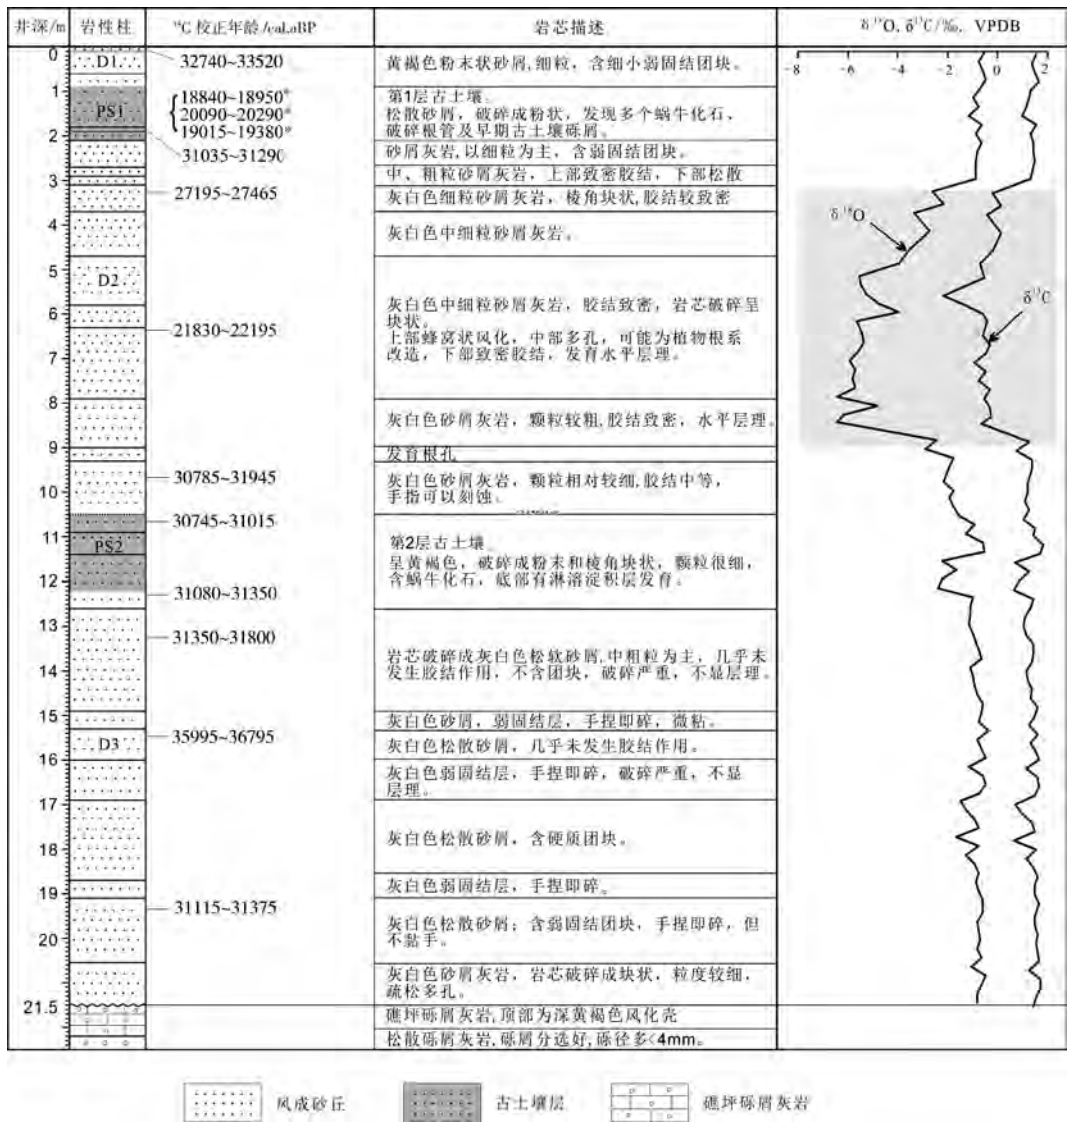 井深/m 岩性柱 ¹⁴C 校正年龄/cal.aBP 岩芯描述 δ¹⁸O, δ¹³C/‰, VPDB
0
1
2
3
4
5
6
7
8
9
10
11
12
13
14
15
16
17
18
19
20
21.5
D1
PS1
D2
PS2
D3
32740~33520
18840~18950*
20090~20290*
19015~19380*
31035~31290
27195~27465
21830~22195
30785~31945
30745~31015
31080~31350
31350~31800
35995~36795
31115~31375
黄褐色粉末状砂屑,细粒，含细小弱固结团块。
第1层古土壤。
松散砂屑，破碎成粉状，发现多个蜗牛化石、
破碎根管及早期古土壤砾屑。
砂屑灰岩,以细粒为主，含弱固结团块。
中、粗粒砂屑灰岩，上部致密胶结，下部松散
灰白色细粒砂屑灰岩，棱角块状,胶结较致密
灰白色中细粒砂屑灰岩。
灰白色中细粒砂屑灰岩，胶结致密，岩芯破碎呈
块状。
上部蜂窝状风化，中部多孔，可能为植物根系
改造，下部致密胶结，发育水平层理。
灰白色砂屑灰岩，颗粒较粗,胶结致密，水平层理。
发育根孔
灰白色砂屑灰岩，颗粒相对较细,胶结中等，
手指可以刻蚀。
第2层古土壤。
呈黄褐色，破碎成粉末和棱角块状，颗粒很细，
含蜗牛化石，底部有淋溶淀积层发育。
岩芯破碎成灰白色松软砂屑,中粗粒为主，几乎未
发生胶结作用，不含团块，破碎严重，不显层理。
灰白色砂屑，弱固结层，手捏即碎，微粘。
灰白色松散砂屑，几乎未发生胶结作用。
灰白色弱固结层，手捏即碎，破碎严重，不显
层理。
灰白色松散砂屑，含硬质团块。
灰白色弱固结层，手捏即碎。
灰白色松散砂屑；含弱固结团块，手捏即碎，但
不黏手。
灰白色砂屑灰岩，岩芯破碎成块状，粒度较细，
疏松多孔。
礁坪砾屑灰岩,顶部为深黄褐色风化壳
松散砾屑灰岩,砾屑分选好,砾径多<4mm。
-8 -6 -4 -2 0 2
δ¹⁸O
δ¹³C
风成砂丘 古土壤层 礁坪砾屑灰岩